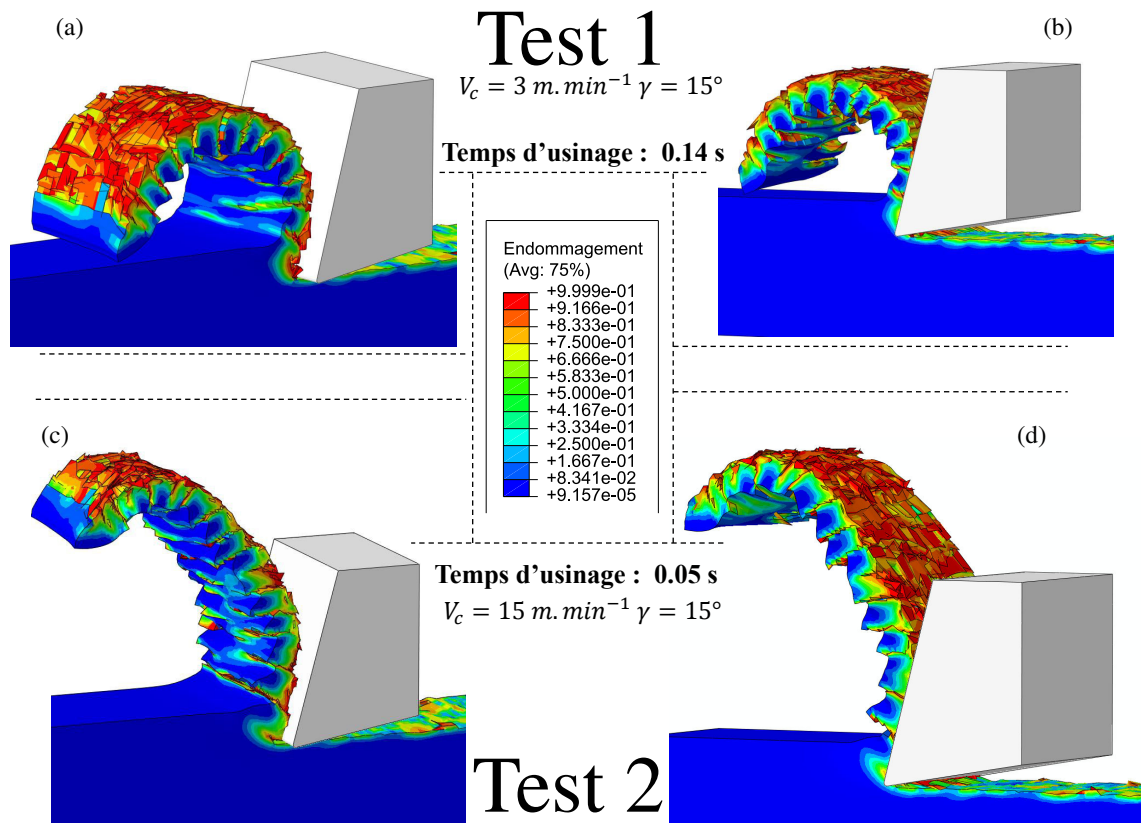 (a)
Test 1
(b)
V_c = 3 m. min⁻¹ γ = 15°
Temps d'usinage : 0.14 s
Endommagement
(Avg: 75%)
+9.999e-01
+9.166e-01
+8.333e-01
+7.500e-01
+6.666e-01
+5.833e-01
+5.000e-01
+4.167e-01
+3.334e-01
+2.500e-01
+1.667e-01
+8.341e-02
+9.157e-05
(c)
(d)
Temps d'usinage : 0.05 s
V_c = 15 m. min⁻¹ γ = 15°
Test 2